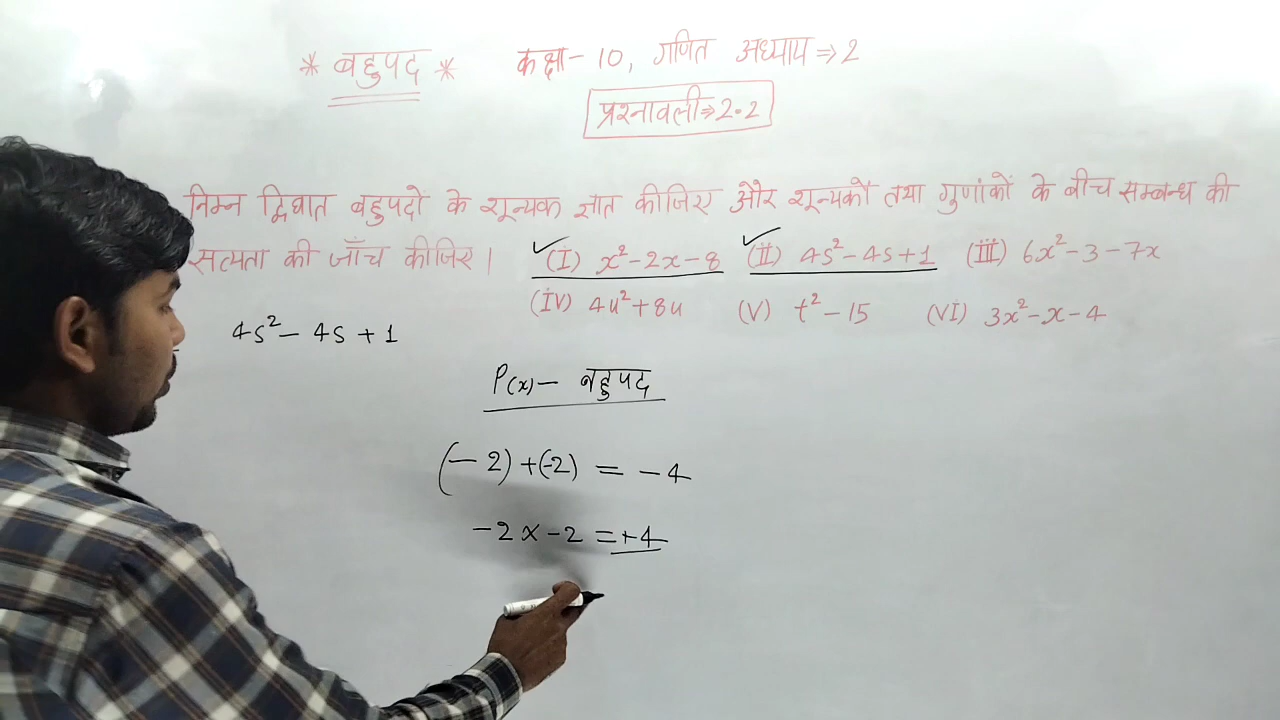 * बहुपद * कक्षा - 10, गणित अध्याय ⇒ 2
प्रश्नावली ⇒ 2.2
निम्न द्विघात बहुपदों के शून्यक ज्ञात कीजिए और शून्यकों तथा गुणांकों के बीच सम्बन्ध की
सत्यता की जाँच कीजिए। (I) x² - 2x - 8 (II) 4s² - 4s + 1 (III) 6x² - 3 - 7x
(IV) 4u² + 8u (V) t² - 15 (VI) 3x² - x - 4
4s² - 4s + 1
P(x) - बहुपद
(-2) + (-2) = -4
-2 x -2 = +4